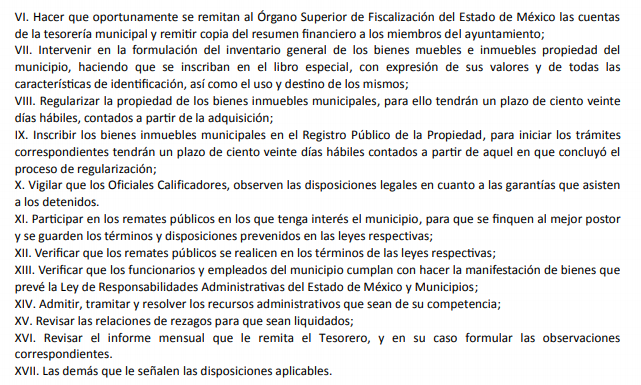 VI. Hacer que oportunamente se remitan al Órgano Superior de Fiscalización del Estado de México las cuentas
de la tesorería municipal y remitir copia del resumen financiero a los miembros del ayuntamiento;
VII. Intervenir en la formulación del inventario general de los bienes muebles e inmuebles propiedad del
municipio, haciendo que se inscriban en el libro especial, con expresión de sus valores y de todas las
características de identificación, así como el uso y destino de los mismos;
VIII. Regularizar la propiedad de los bienes inmuebles municipales, para ello tendrán un plazo de ciento veinte
días hábiles, contados a partir de la adquisición;
IX. Inscribir los bienes inmuebles municipales en el Registro Público de la Propiedad, para iniciar los trámites
correspondientes tendrán un plazo de ciento veinte días hábiles contados a partir de aquel en que concluyó el
proceso de regularización;
X. Vigilar que los Oficiales Calificadores, observen las disposiciones legales en cuanto a las garantías que asisten
a los detenidos.
XI. Participar en los remates públicos en los que tenga interés el municipio, para que se finquen al mejor postor
y se guarden los términos y disposiciones prevenidos en las leyes respectivas;
XII. Verificar que los remates públicos se realicen en los términos de las leyes respectivas;
XIII. Verificar que los funcionarios y empleados del municipio cumplan con hacer la manifestación de bienes que
prevé la Ley de Responsabilidades Administrativas del Estado de México y Municipios;
XIV. Admitir, tramitar y resolver los recursos administrativos que sean de su competencia;
XV. Revisar las relaciones de rezagos para que sean liquidados;
XVI. Revisar el informe mensual que le remita el Tesorero, y en su caso formular las observaciones
correspondientes.
XVII. Las demás que le señalen las disposiciones aplicables.